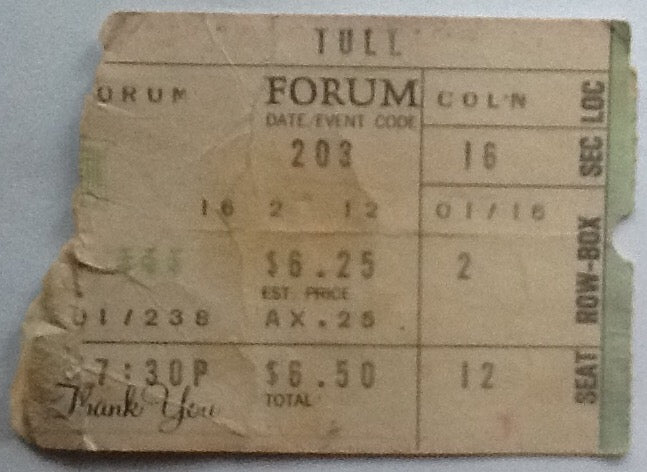 TULL
ORUM FORUM COL'N SEC LOC
DATE/EVENT CODE
203 16
16 2 12 01/16
$6.25 2 ROW-BOX
EST. PRICE
01/238 AX.25
7:30P $6.50 12 SEAT
Thank You TOTAL